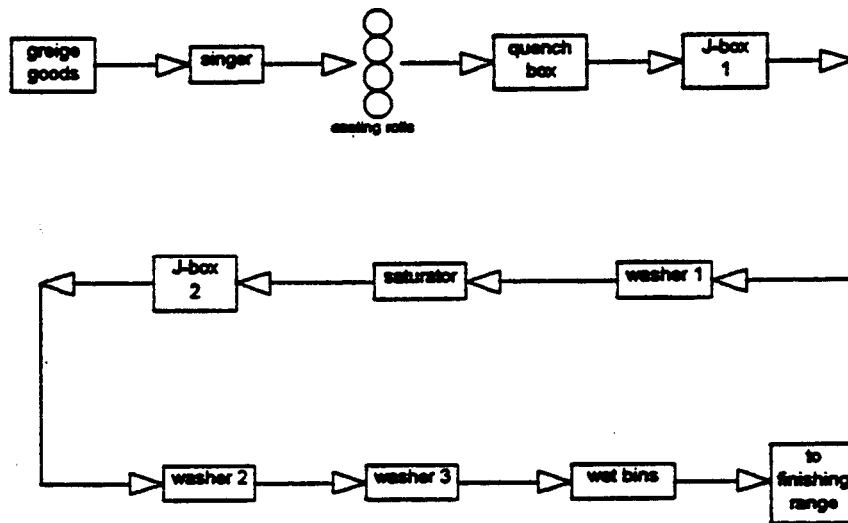 greige
goods
singer
casting rolls
quench
box
J-box
1
J-box
2
saturator
washer 1
washer 2
washer 3
wet bins
to
finishing
range